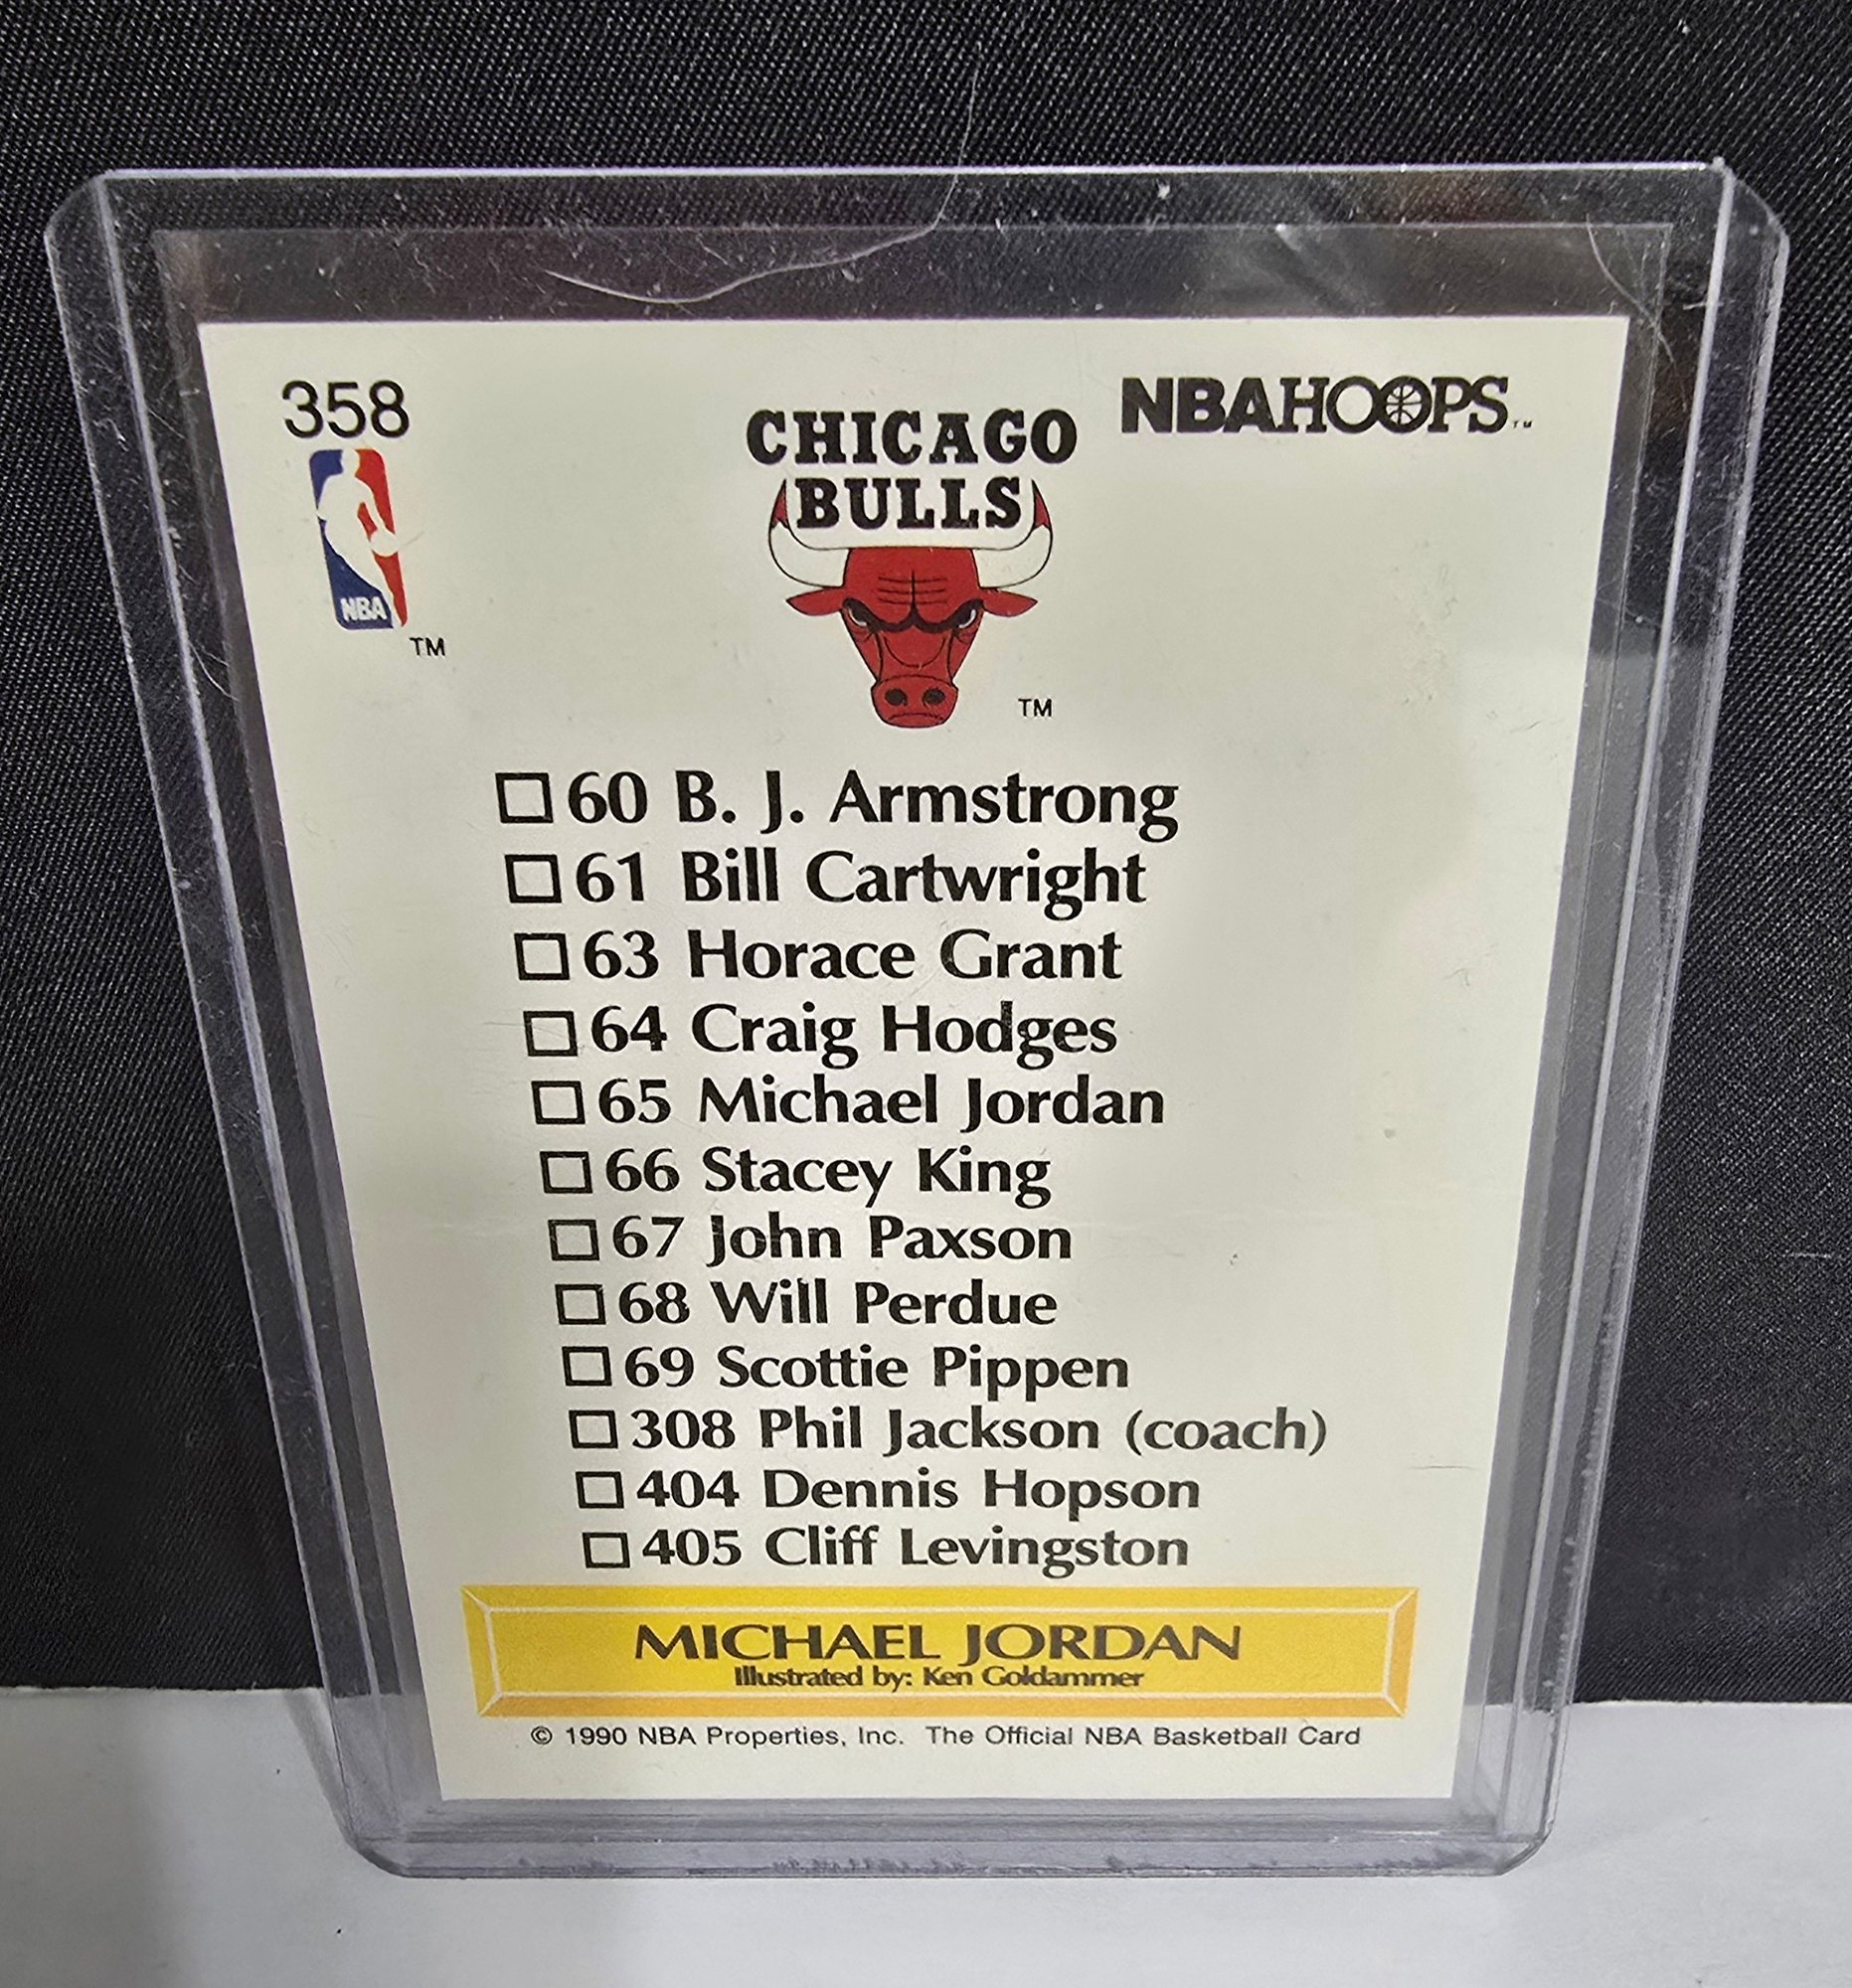 358
NBAHOOPS™
CHICAGO
BULLS
NBA
TM
TM
60 B. J. Armstrong
61 Bill Cartwright
63 Horace Grant
64 Craig Hodges
65 Michael Jordan
66 Stacey King
67 John Paxson
68 Will Perdue
69 Scottie Pippen
308 Phil Jackson (coach)
404 Dennis Hopson
405 Cliff Levingston
MICHAEL JORDAN
Illustrated by: Ken Goldammer
© 1990 NBA Properties, Inc. The Official NBA Basketball Card